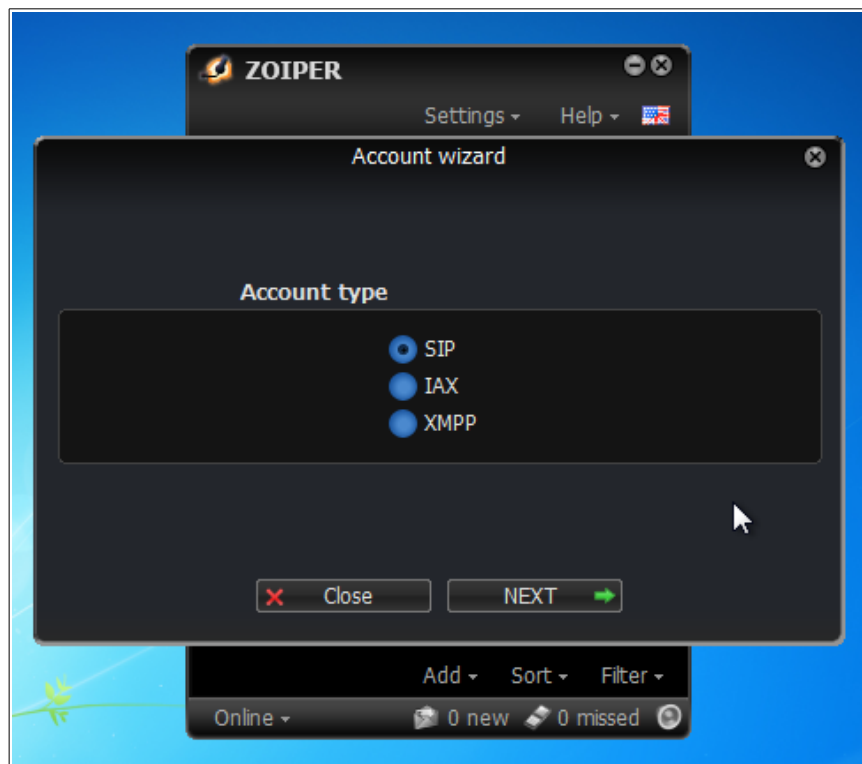 ZOIPER
Settings Help
Account wizard
Account type
SIP
IAX
XMPP
Close NEXT
Add Sort Filter
Online 0 new 0 missed